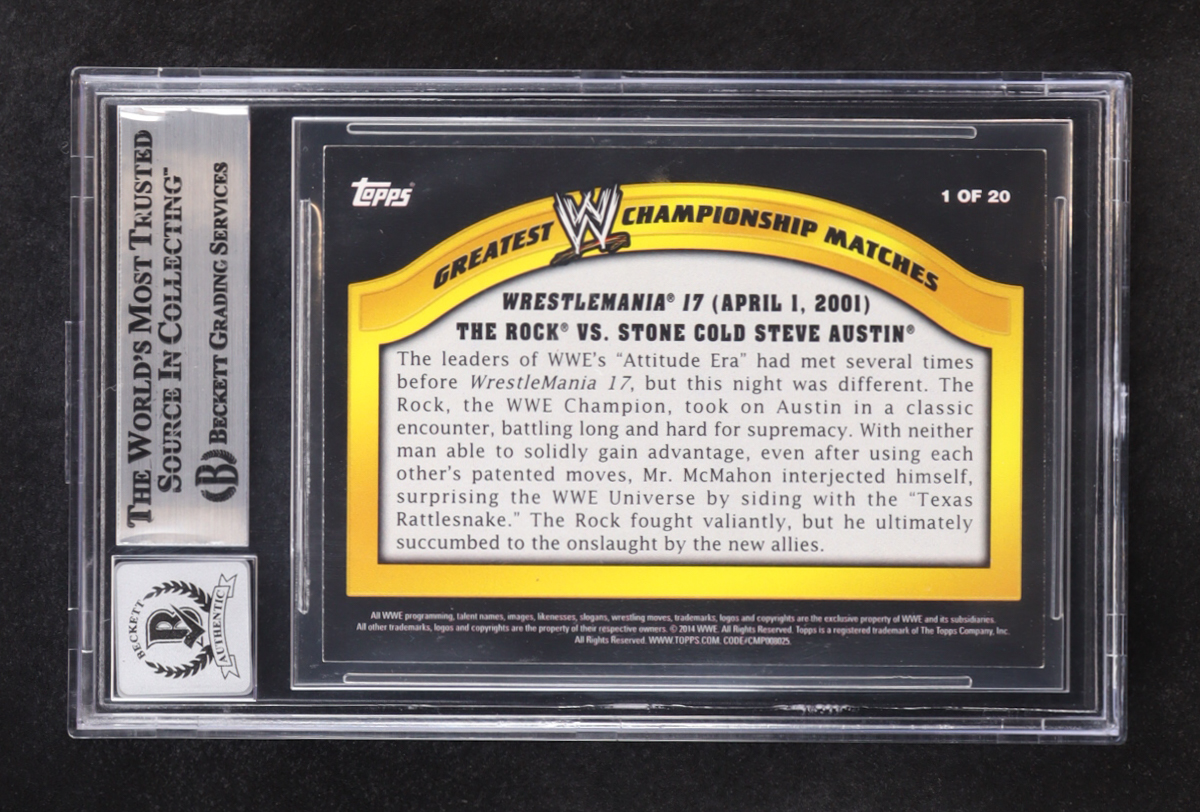 THE WORLD'S MOST TRUSTED
SOURCE IN COLLECTING™
BECKETT GRADING SERVICES
BECKETT
AUTHENTIC
topps®
1 OF 20
GREATEST W CHAMPIONSHIP MATCHES
WRESTLEMANIA® 17 (APRIL 1, 2001)
THE ROCK® VS. STONE COLD STEVE AUSTIN®
The leaders of WWE's “Attitude Era” had met several times
before WrestleMania 17, but this night was different. The
Rock, the WWE Champion, took on Austin in a classic
encounter, battling long and hard for supremacy. With neither
man able to solidly gain advantage, even after using each
other's patented moves, Mr. McMahon interjected himself,
surprising the WWE Universe by siding with the “Texas
Rattlesnake.” The Rock fought valiantly, but he ultimately
succumbed to the onslaught by the new allies.
All WWE programming, talent names, images, likenesses, slogans, wrestling moves, trademarks, logos and copyrights are the exclusive property of WWE and its subsidiaries.
All other trademarks, logos and copyrights are the property of their respective owners. © 2014 WWE. All Rights Reserved. Topps is a registered trademark of The Topps Company, Inc.
All Rights Reserved. WWW.TOPPS.COM. CODE#CMP008025.